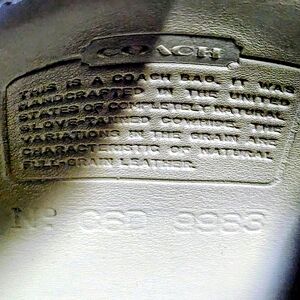 COACH
THIS IS A COACH BAG. IT WAS
HANDCRAFTED IN THE UNITED
STATES OF COMPLETELY NATURAL
GLOVE-TANNED COWHIDE. THE
VARIATIONS IN THE GRAIN ARE
CHARACTERISTIC OF NATURAL
FULL-GRAIN LEATHER.
Nº C6D 9983